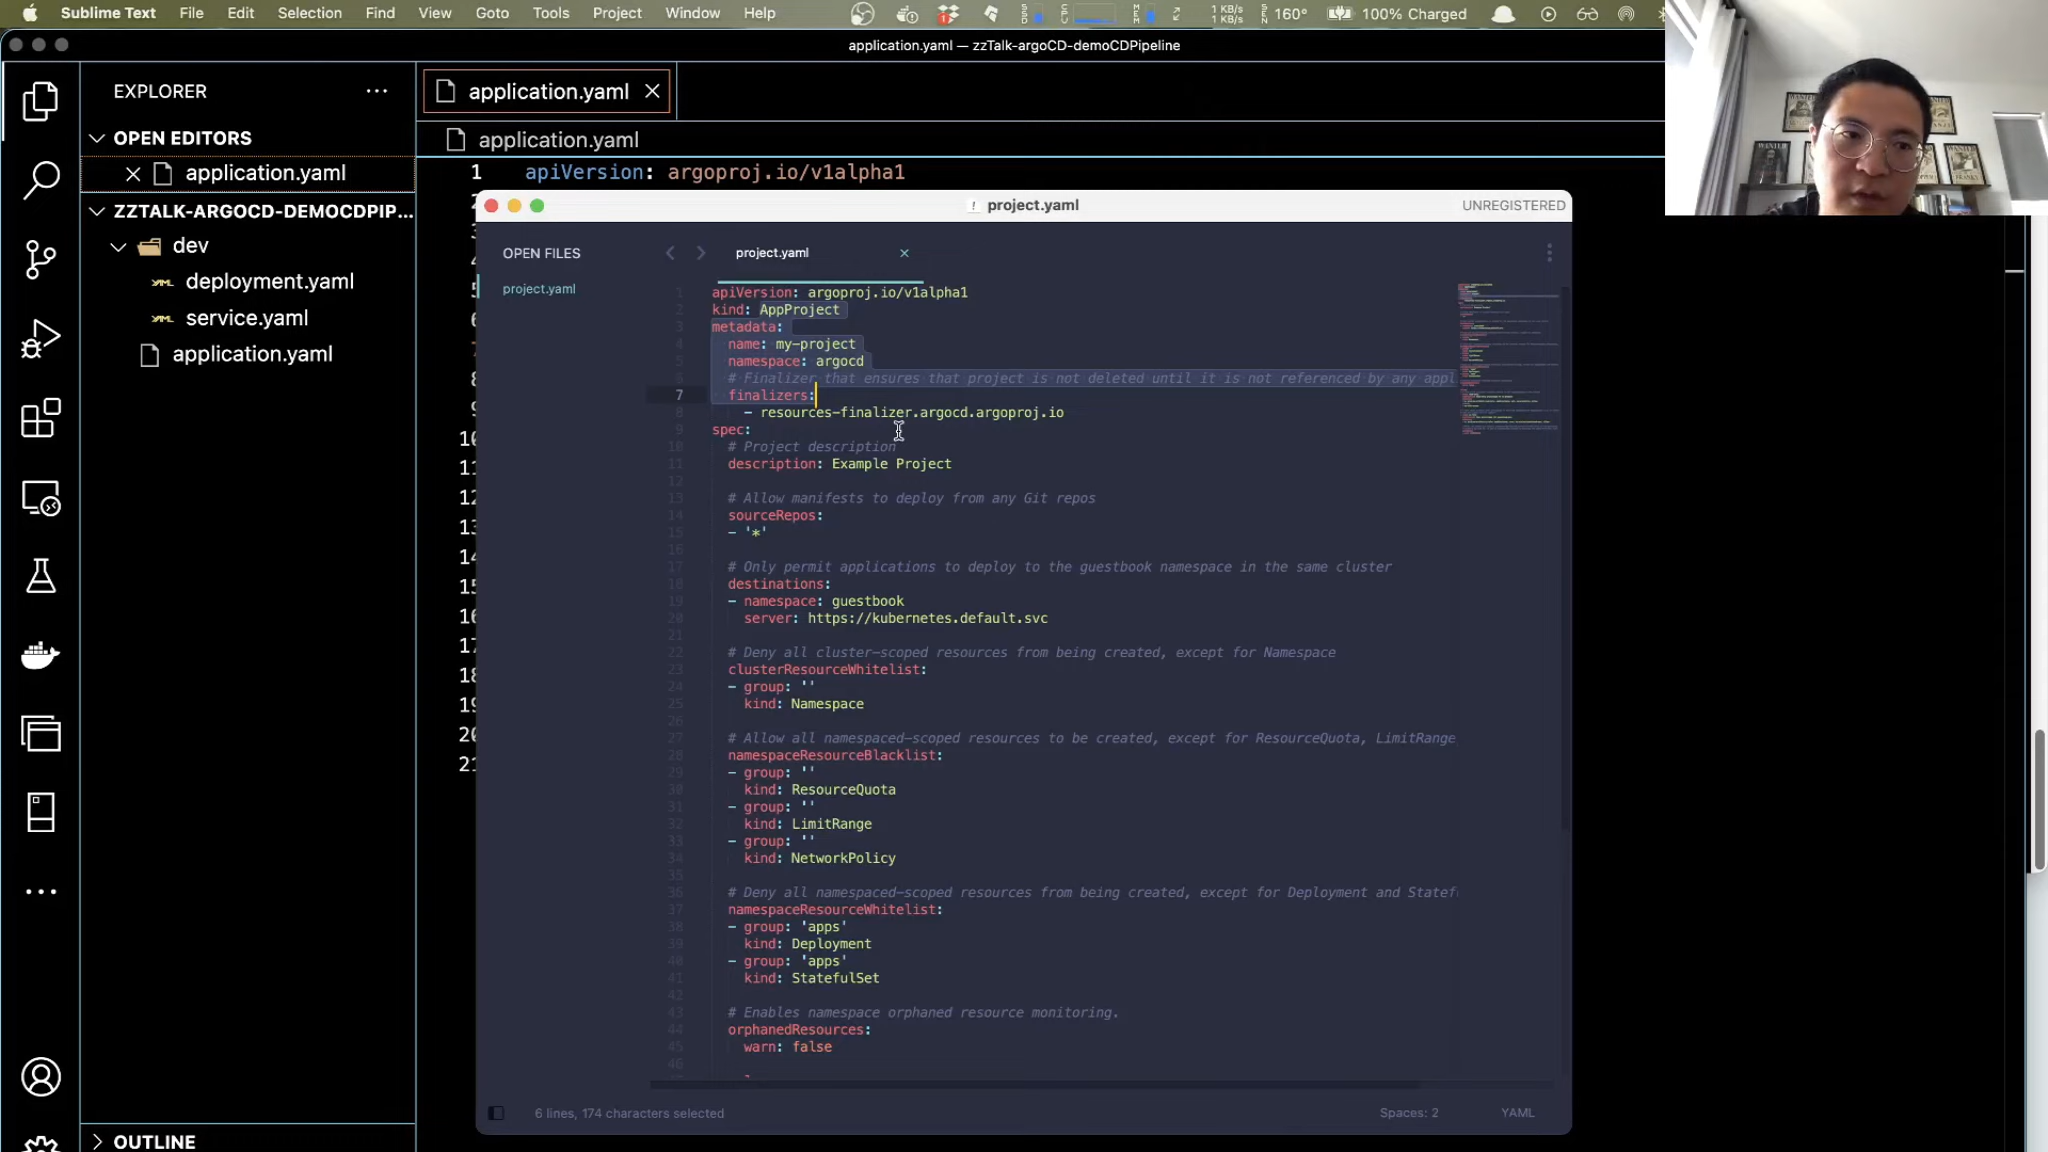 Sublime Text File Edit Selection Find View Goto Tools Project Window Help 1 KB/s 1 KB/s 160° 100% Charged
application.yaml — zzTalk-argoCD-demoCDPipeline
EXPLORER
OPEN EDITORS
application.yaml
ZZTALK-ARGOCD-DEMOCDPIP...
dev
deployment.yaml
service.yaml
application.yaml
OUTLINE
application.yaml
application.yaml
1 apiVersion: argoproj.io/v1alpha1
project.yaml
UNREGISTERED
OPEN FILES
project.yaml
project.yaml
1 apiVersion: argoproj.io/v1alpha1
2 kind: AppProject
3 metadata:
4 name: my-project
5 namespace: argocd
6 # Finalizer that ensures that project is not deleted until it is not referenced by any appl
7 finalizers:
8 - resources-finalizer.argocd.argoproj.io
9 spec:
10 # Project description
11 description: Example Project
12
13 # Allow manifests to deploy from any Git repos
14 sourceRepos:
15 - '*'
16
17 # Only permit applications to deploy to the guestbook namespace in the same cluster
18 destinations:
19 - namespace: guestbook
20 server: https://kubernetes.default.svc
21
22 # Deny all cluster-scoped resources from being created, except for Namespace
23 clusterResourceWhitelist:
24 - group: ''
25 kind: Namespace
26
27 # Allow all namespaced-scoped resources to be created, except for ResourceQuota, LimitRange
28 namespaceResourceBlacklist:
29 - group: ''
30 kind: ResourceQuota
31 - group: ''
32 kind: LimitRange
33 - group: ''
34 kind: NetworkPolicy
35
36 # Deny all namespaced-scoped resources from being created, except for Deployment and Statef
37 namespaceResourceWhitelist:
38 - group: 'apps'
39 kind: Deployment
40 - group: 'apps'
41 kind: StatefulSet
42
43 # Enables namespace orphaned resource monitoring.
44 orphanedResources:
45 warn: false
46
6 lines, 174 characters selected
Spaces: 2
YAML